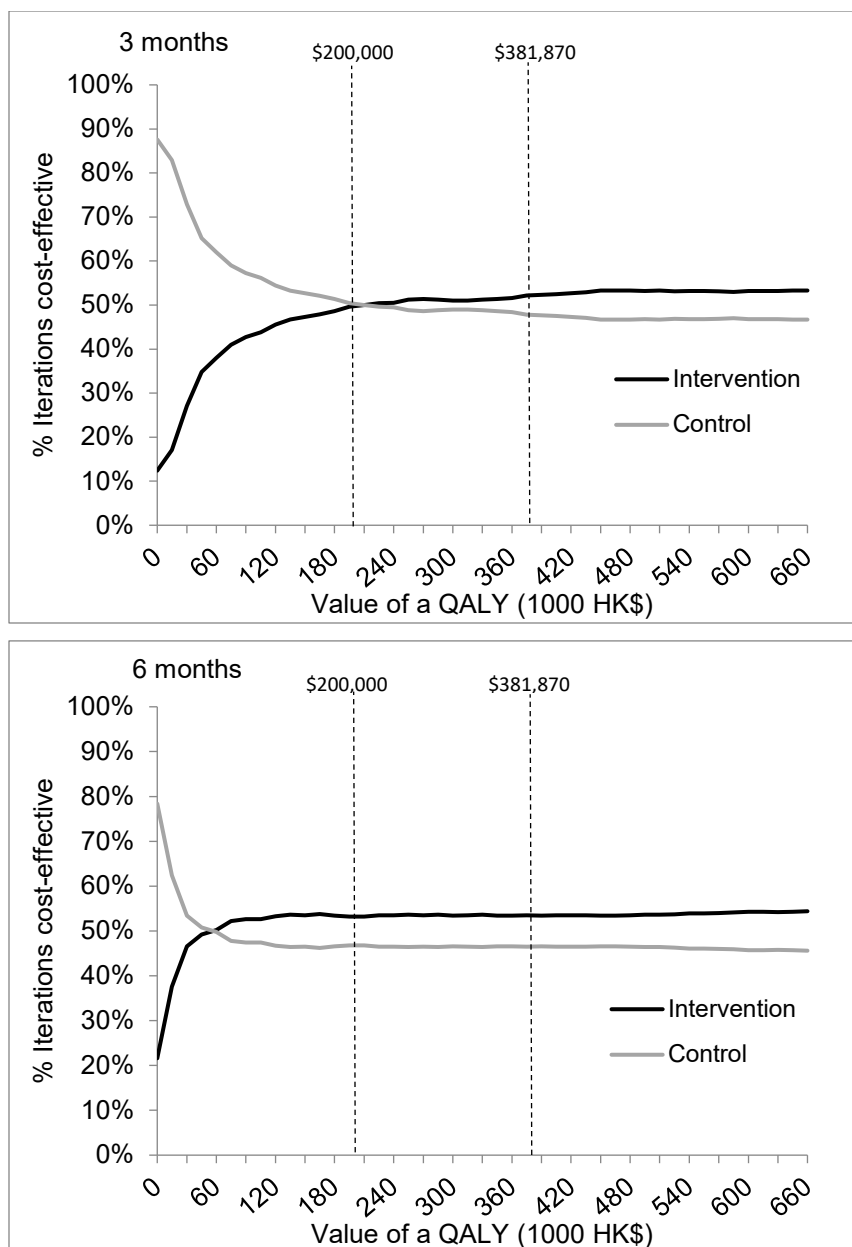 3 months
$200,000 $381,870
100%
90%
80%
70%
60%
50%
40%
30%
20%
10%
0%
% Iterations cost-effective
Intervention
Control
0 60 120 180 240 300 360 420 480 540 600 660
Value of a QALY (1000 HK$)
6 months
$200,000 $381,870
100%
90%
80%
70%
60%
50%
40%
30%
20%
10%
0%
% Iterations cost-effective
Intervention
Control
0 60 120 180 240 300 360 420 480 540 600 660
Value of a QALY (1000 HK$)